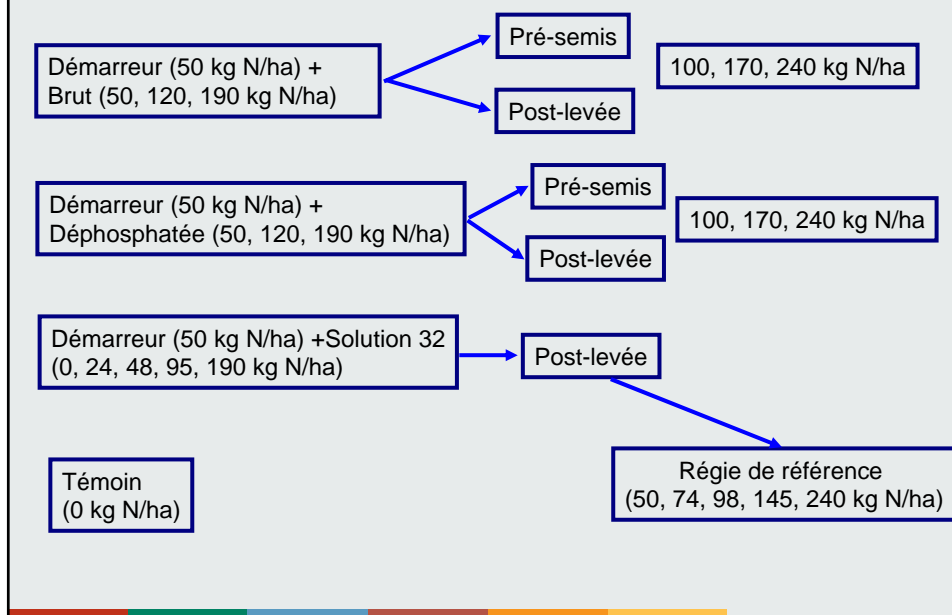 Démarreur (50 kg N/ha) +
Brut (50, 120, 190 kg N/ha)
Pré-semis
Post-levée
100, 170, 240 kg N/ha
Démarreur (50 kg N/ha) +
Déphosphatée (50, 120, 190 kg N/ha)
Pré-semis
Post-levée
100, 170, 240 kg N/ha
Démarreur (50 kg N/ha) +Solution 32
(0, 24, 48, 95, 190 kg N/ha)
Post-levée
Témoin
(0 kg N/ha)
Régie de référence
(50, 74, 98, 145, 240 kg N/ha)